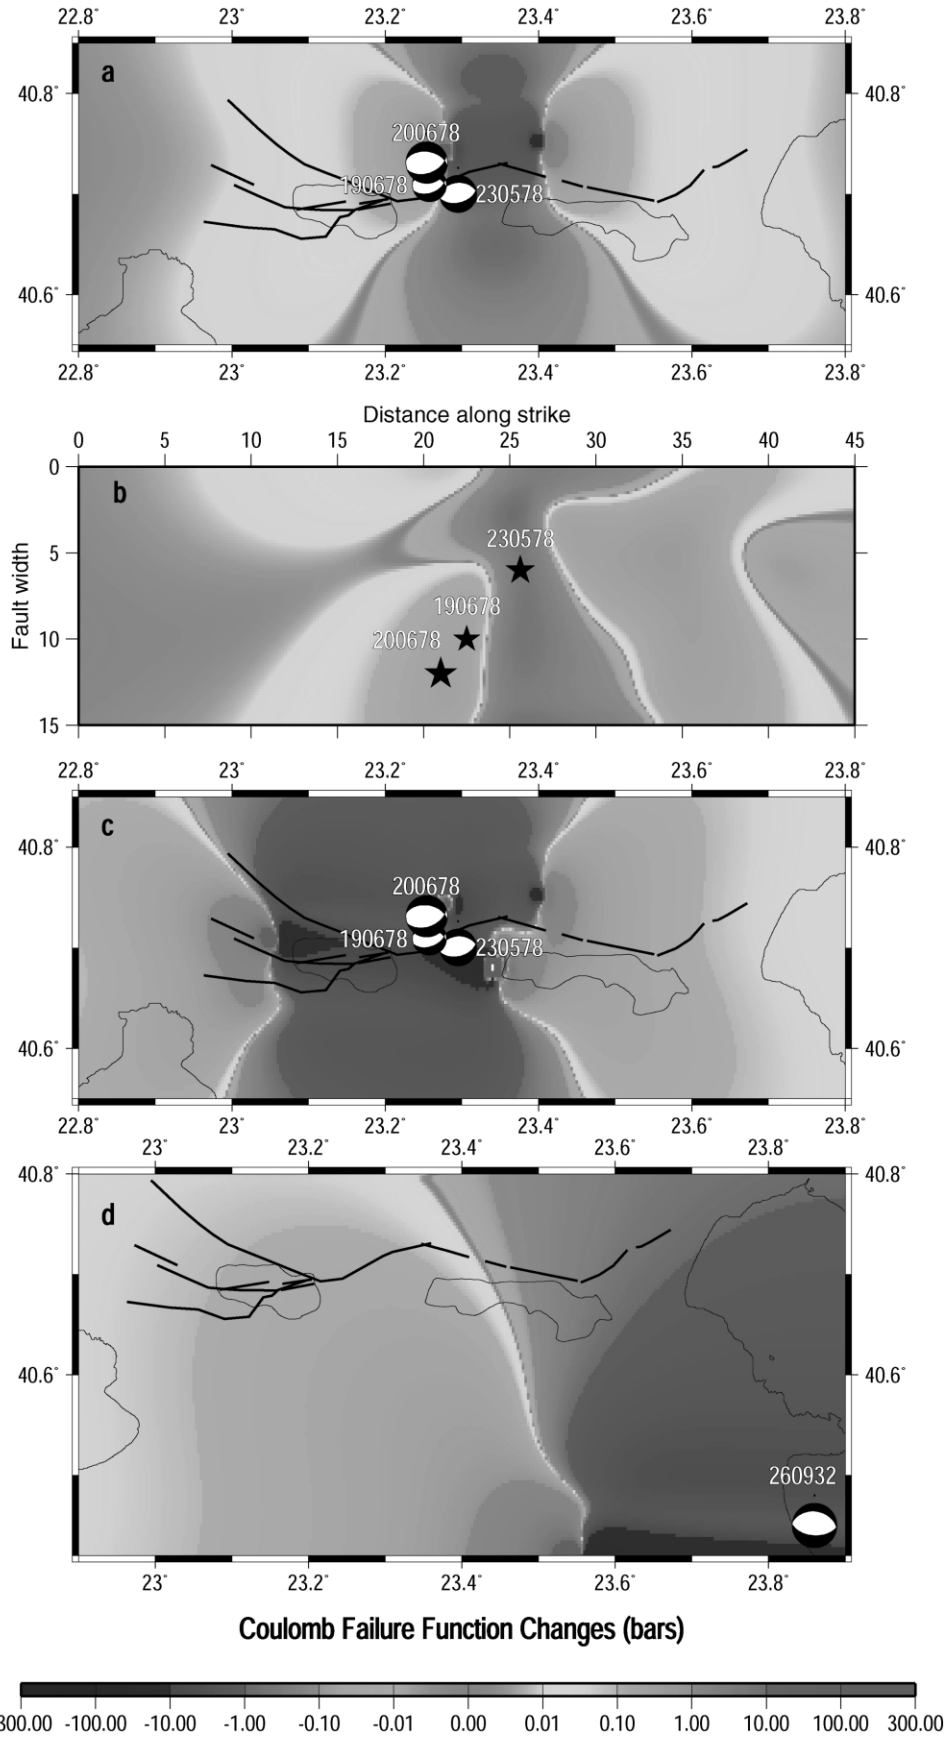 22.8° 23° 23.2° 23.4° 23.6° 23.8°
a
40.8° 40.8°
200678
190678 230578
40.6° 40.6°
22.8° 23° 23.2° 23.4° 23.6° 23.8°
Distance along strike
0 5 10 15 20 25 30 35 40 45
0
b
230578
5
Fault width
190678
10 200678
15
22.8° 23° 23.2° 23.4° 23.6° 23.8°
c
40.8° 40.8°
200678
190678 230578
40.6° 40.6°
22.8° 23° 23.2° 23.4° 23.6° 23.8°
23° 23.2° 23.4° 23.6° 23.8°
40.8° 40.8°
d
40.6° 40.6°
260932
23° 23.2° 23.4° 23.6° 23.8°
Coulomb Failure Function Changes (bars)
300.00 -100.00 -10.00 -1.00 -0.10 -0.01 0.00 0.01 0.10 1.00 10.00 100.00 300.00